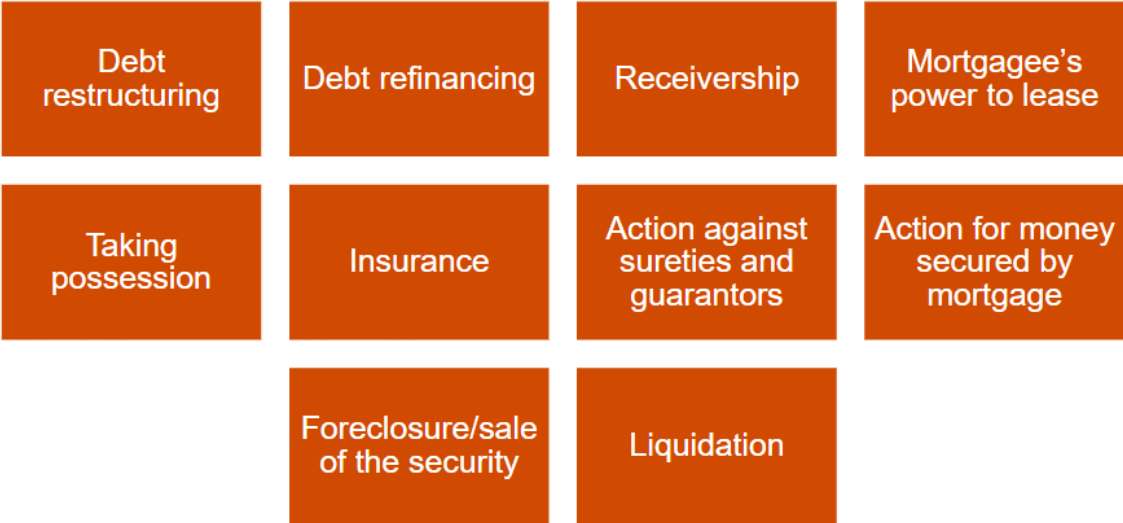 Debt
restructuring
Debt refinancing
Receivership
Mortgagee's
power to lease
Taking
possession
Insurance
Action against
sureties and
guarantors
Action for money
secured by
mortgage
Foreclosure/sale
of the security
Liquidation